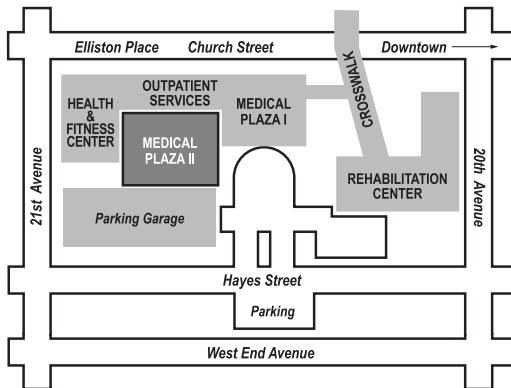 Elliston Place Church Street Downtown
CROSSWALK
OUTPATIENT
SERVICES
HEALTH
&
FITNESS
CENTER
MEDICAL
PLAZA I
MEDICAL
PLAZA II
REHABILITATION
CENTER
21st Avenue
20th Avenue
Parking Garage
Hayes Street
Parking
West End Avenue